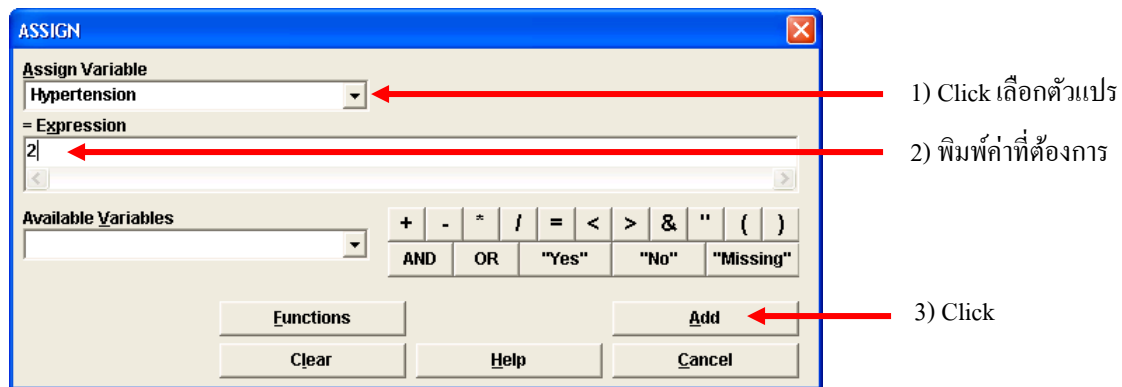 ASSIGN
Assign Variable
Hypertension
1) Click เลือกตัวแปร
= Expression
2
2) พิมพ์ค่าที่ต้องการ
Available Variables
+ - * / = < > & " ( )
AND OR "Yes" "No" "Missing"
Functions Add
3) Click
Clear Help Cancel